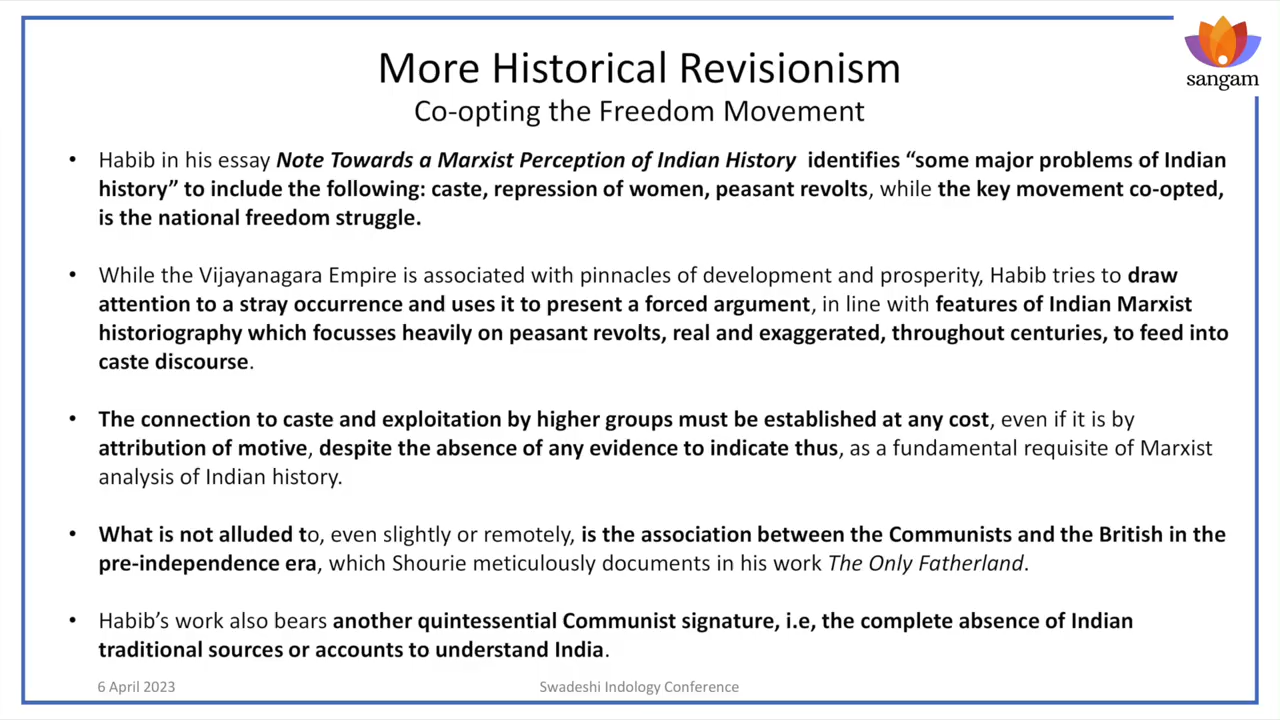 sangam
More Historical Revisionism
Co-opting the Freedom Movement
• Habib in his essay Note Towards a Marxist Perception of Indian History identifies “some major problems of Indian
history” to include the following: caste, repression of women, peasant revolts, while the key movement co-opted,
is the national freedom struggle.
• While the Vijayanagara Empire is associated with pinnacles of development and prosperity, Habib tries to draw
attention to a stray occurrence and uses it to present a forced argument, in line with features of Indian Marxist
historiography which focusses heavily on peasant revolts, real and exaggerated, throughout centuries, to feed into
caste discourse.
• The connection to caste and exploitation by higher groups must be established at any cost, even if it is by
attribution of motive, despite the absence of any evidence to indicate thus, as a fundamental requisite of Marxist
analysis of Indian history.
• What is not alluded to, even slightly or remotely, is the association between the Communists and the British in the
pre-independence era, which Shourie meticulously documents in his work The Only Fatherland.
• Habib’s work also bears another quintessential Communist signature, i.e, the complete absence of Indian
traditional sources or accounts to understand India.
6 April 2023
Swadeshi Indology Conference